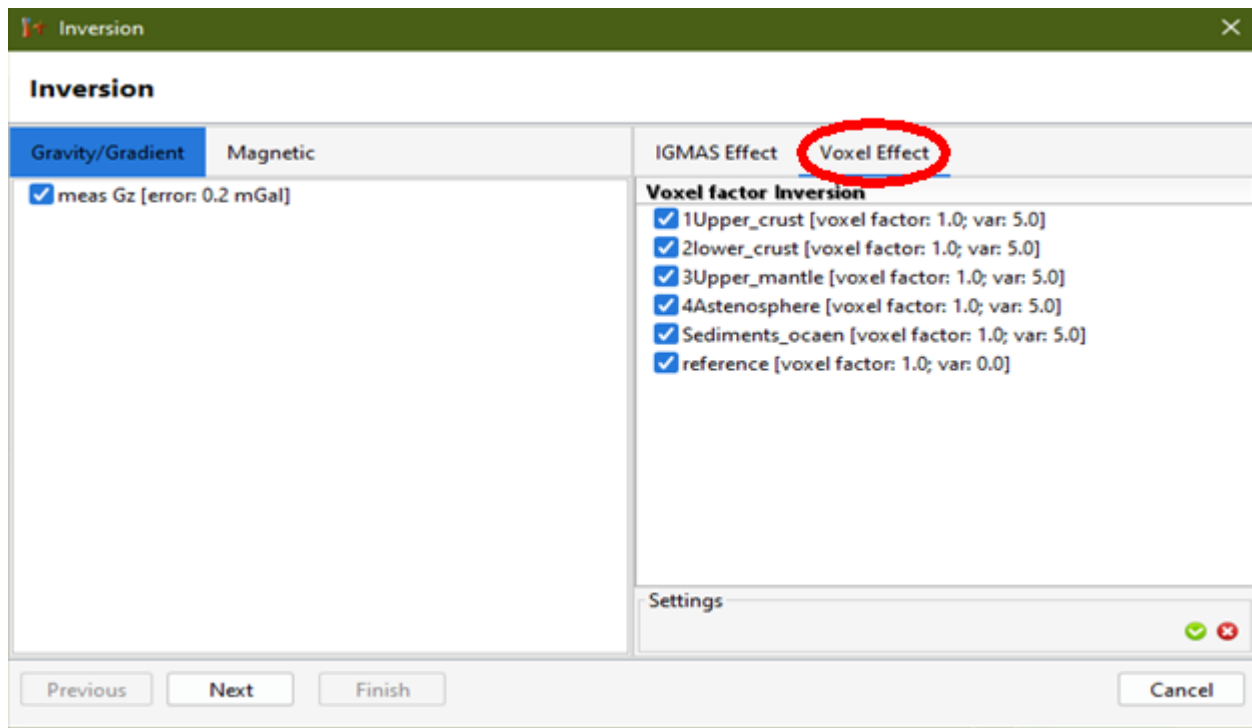 Inversion
Inversion
Gravity/Gradient Magnetic
meas Gz [error: 0.2 mGal]
IGMAS Effect Voxel Effect
Voxel factor Inversion
1Upper_crust [voxel factor: 1.0; var: 5.0]
2lower_crust [voxel factor: 1.0; var: 5.0]
3Upper_mantle [voxel factor: 1.0; var: 5.0]
4Astenosphere [voxel factor: 1.0; var: 5.0]
Sediments_ocaen [voxel factor: 1.0; var: 5.0]
reference [voxel factor: 1.0; var: 0.0]
Settings
Previous Next Finish Cancel